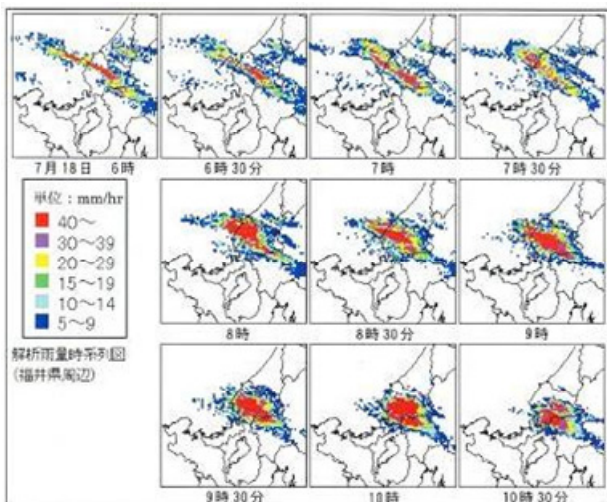 7月18日 6時
6時30分
7時
7時30分
単位：mm/hr
40～
30～39
20～29
15～19
10～14
5～9
解析雨量時系列図
(福井県周辺)
8時
8時30分
9時
9時30分
10時
10時30分